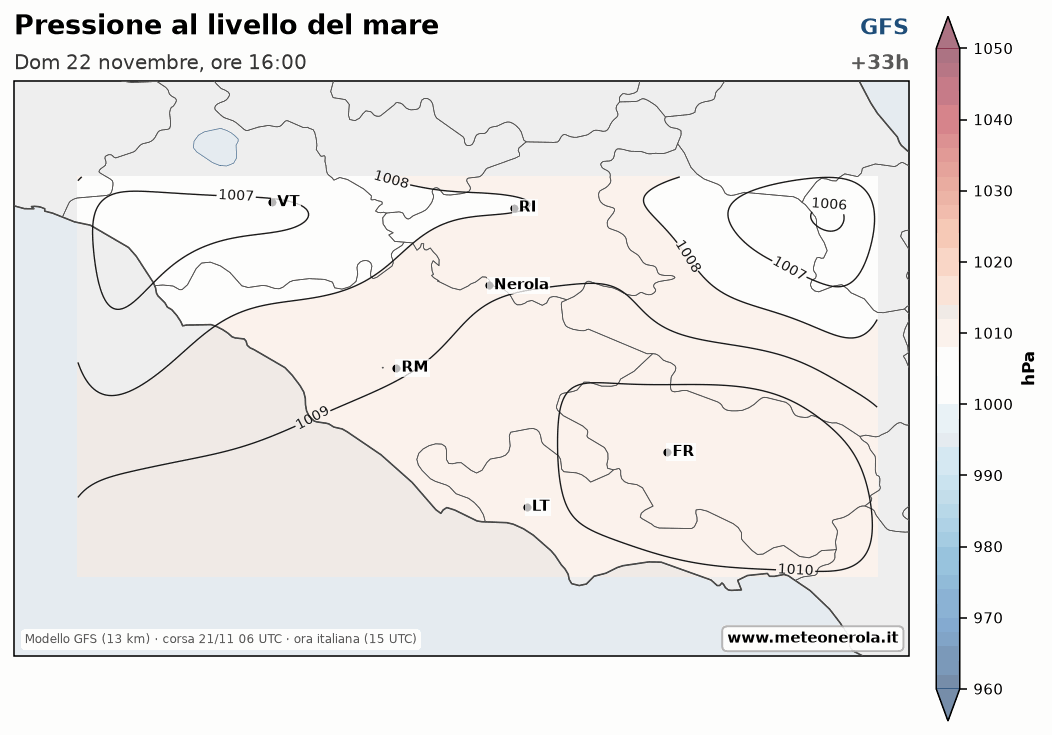 Pressione al livello del mare
GFS
Dom 22 novembre, ore 16:00
+33h
1050
1040
1030
1020
1010
1000
990
980
970
960
hPa
1008
1007
VT
RI
1006
1008
1007
Nerola
RM
1009
FR
LT
1010
Modello GFS (13 km) · corsa 21/11 06 UTC · ora italiana (15 UTC)
www.meteonerola.it